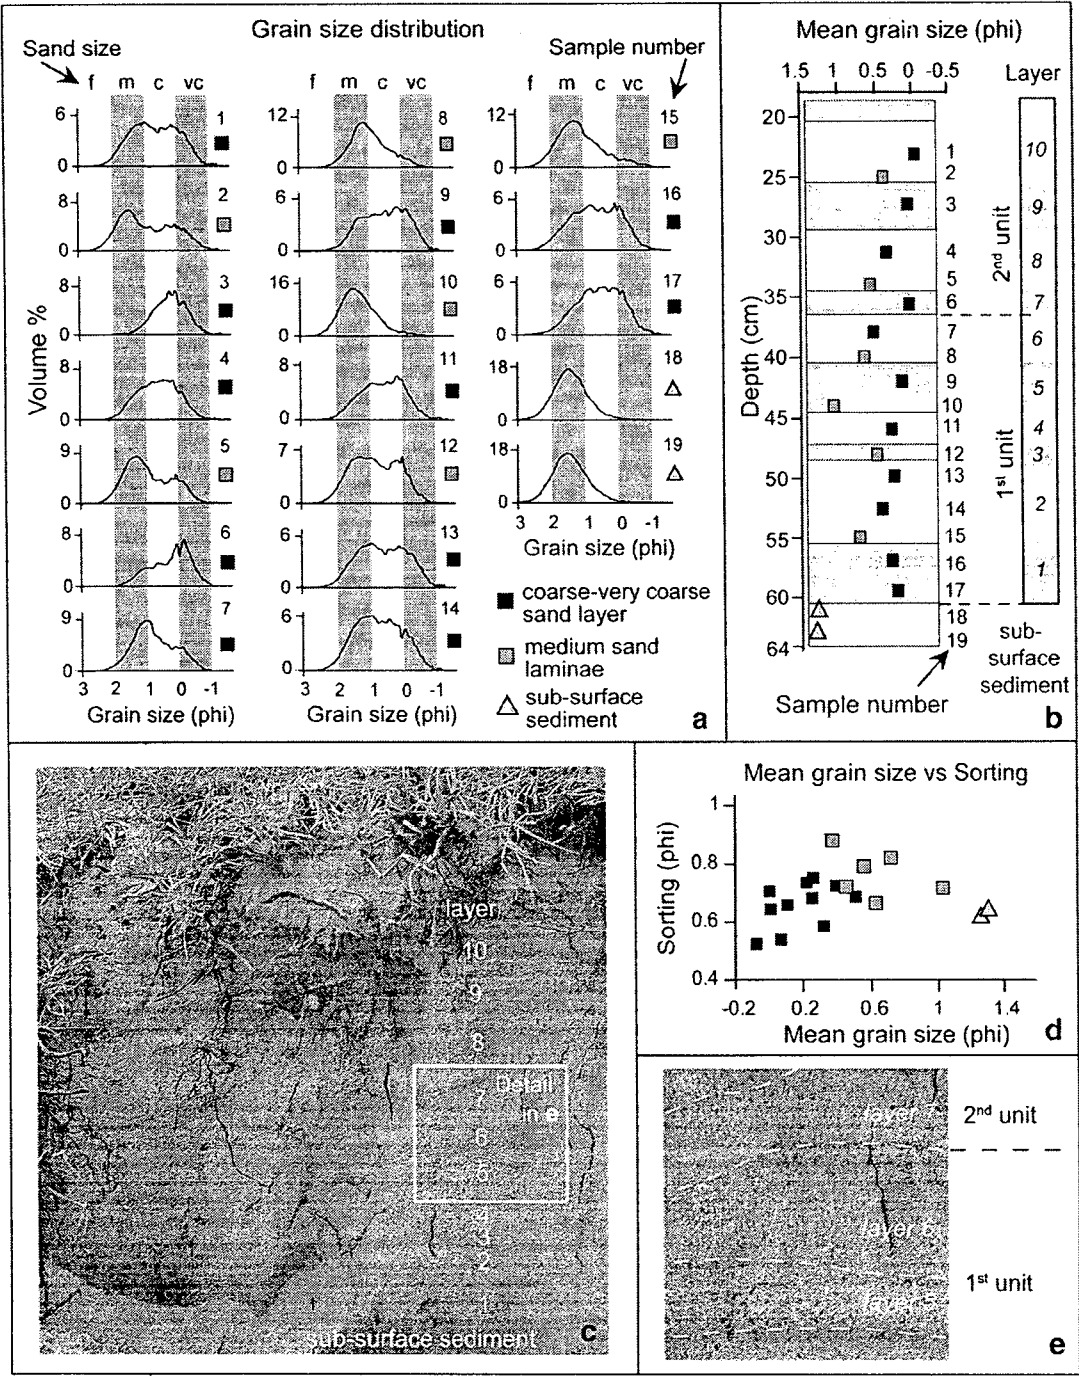 Grain size distribution
Sand size
Sample number
f m c vc
f m c vc
f m c vc
Volume %
6
0
1
8
0
2
8
0
3
8
0
4
9
0
5
8
0
6
9
0
7
3 2 1 0 -1
Grain size (phi)
12
0
8
6
0
9
16
0
10
8
0
11
7
0
12
6
0
13
6
0
14
3 2 1 0 -1
Grain size (phi)
12
0
15
6
0
16
6
0
17
18
0
18
18
0
19
3 2 1 0 -1
Grain size (phi)
coarse-very coarse
sand layer
medium sand
laminae
sub-surface
sediment
a
Mean grain size (phi)
1.5 1 0.5 0 -0.5
Layer
Depth (cm)
20
25
30
35
40
45
50
55
60
64
1
2
3
4
5
6
7
8
9
10
11
12
13
14
15
16
17
18
19
2nd unit
1st unit
10
9
8
7
6
5
4
3
2
1
sub-
surface
sediment
Sample number
b
layer
10
9
8
Detail
7
in e
6
5
4
3
2
1
sub-surface sediment
c
Mean grain size vs Sorting
Sorting (phi)
1
0.8
0.6
0.4
-0.2 0.2 0.6 1 1.4
Mean grain size (phi)
d
layer 7
2nd unit
layer 6
1st unit
layer 5
e